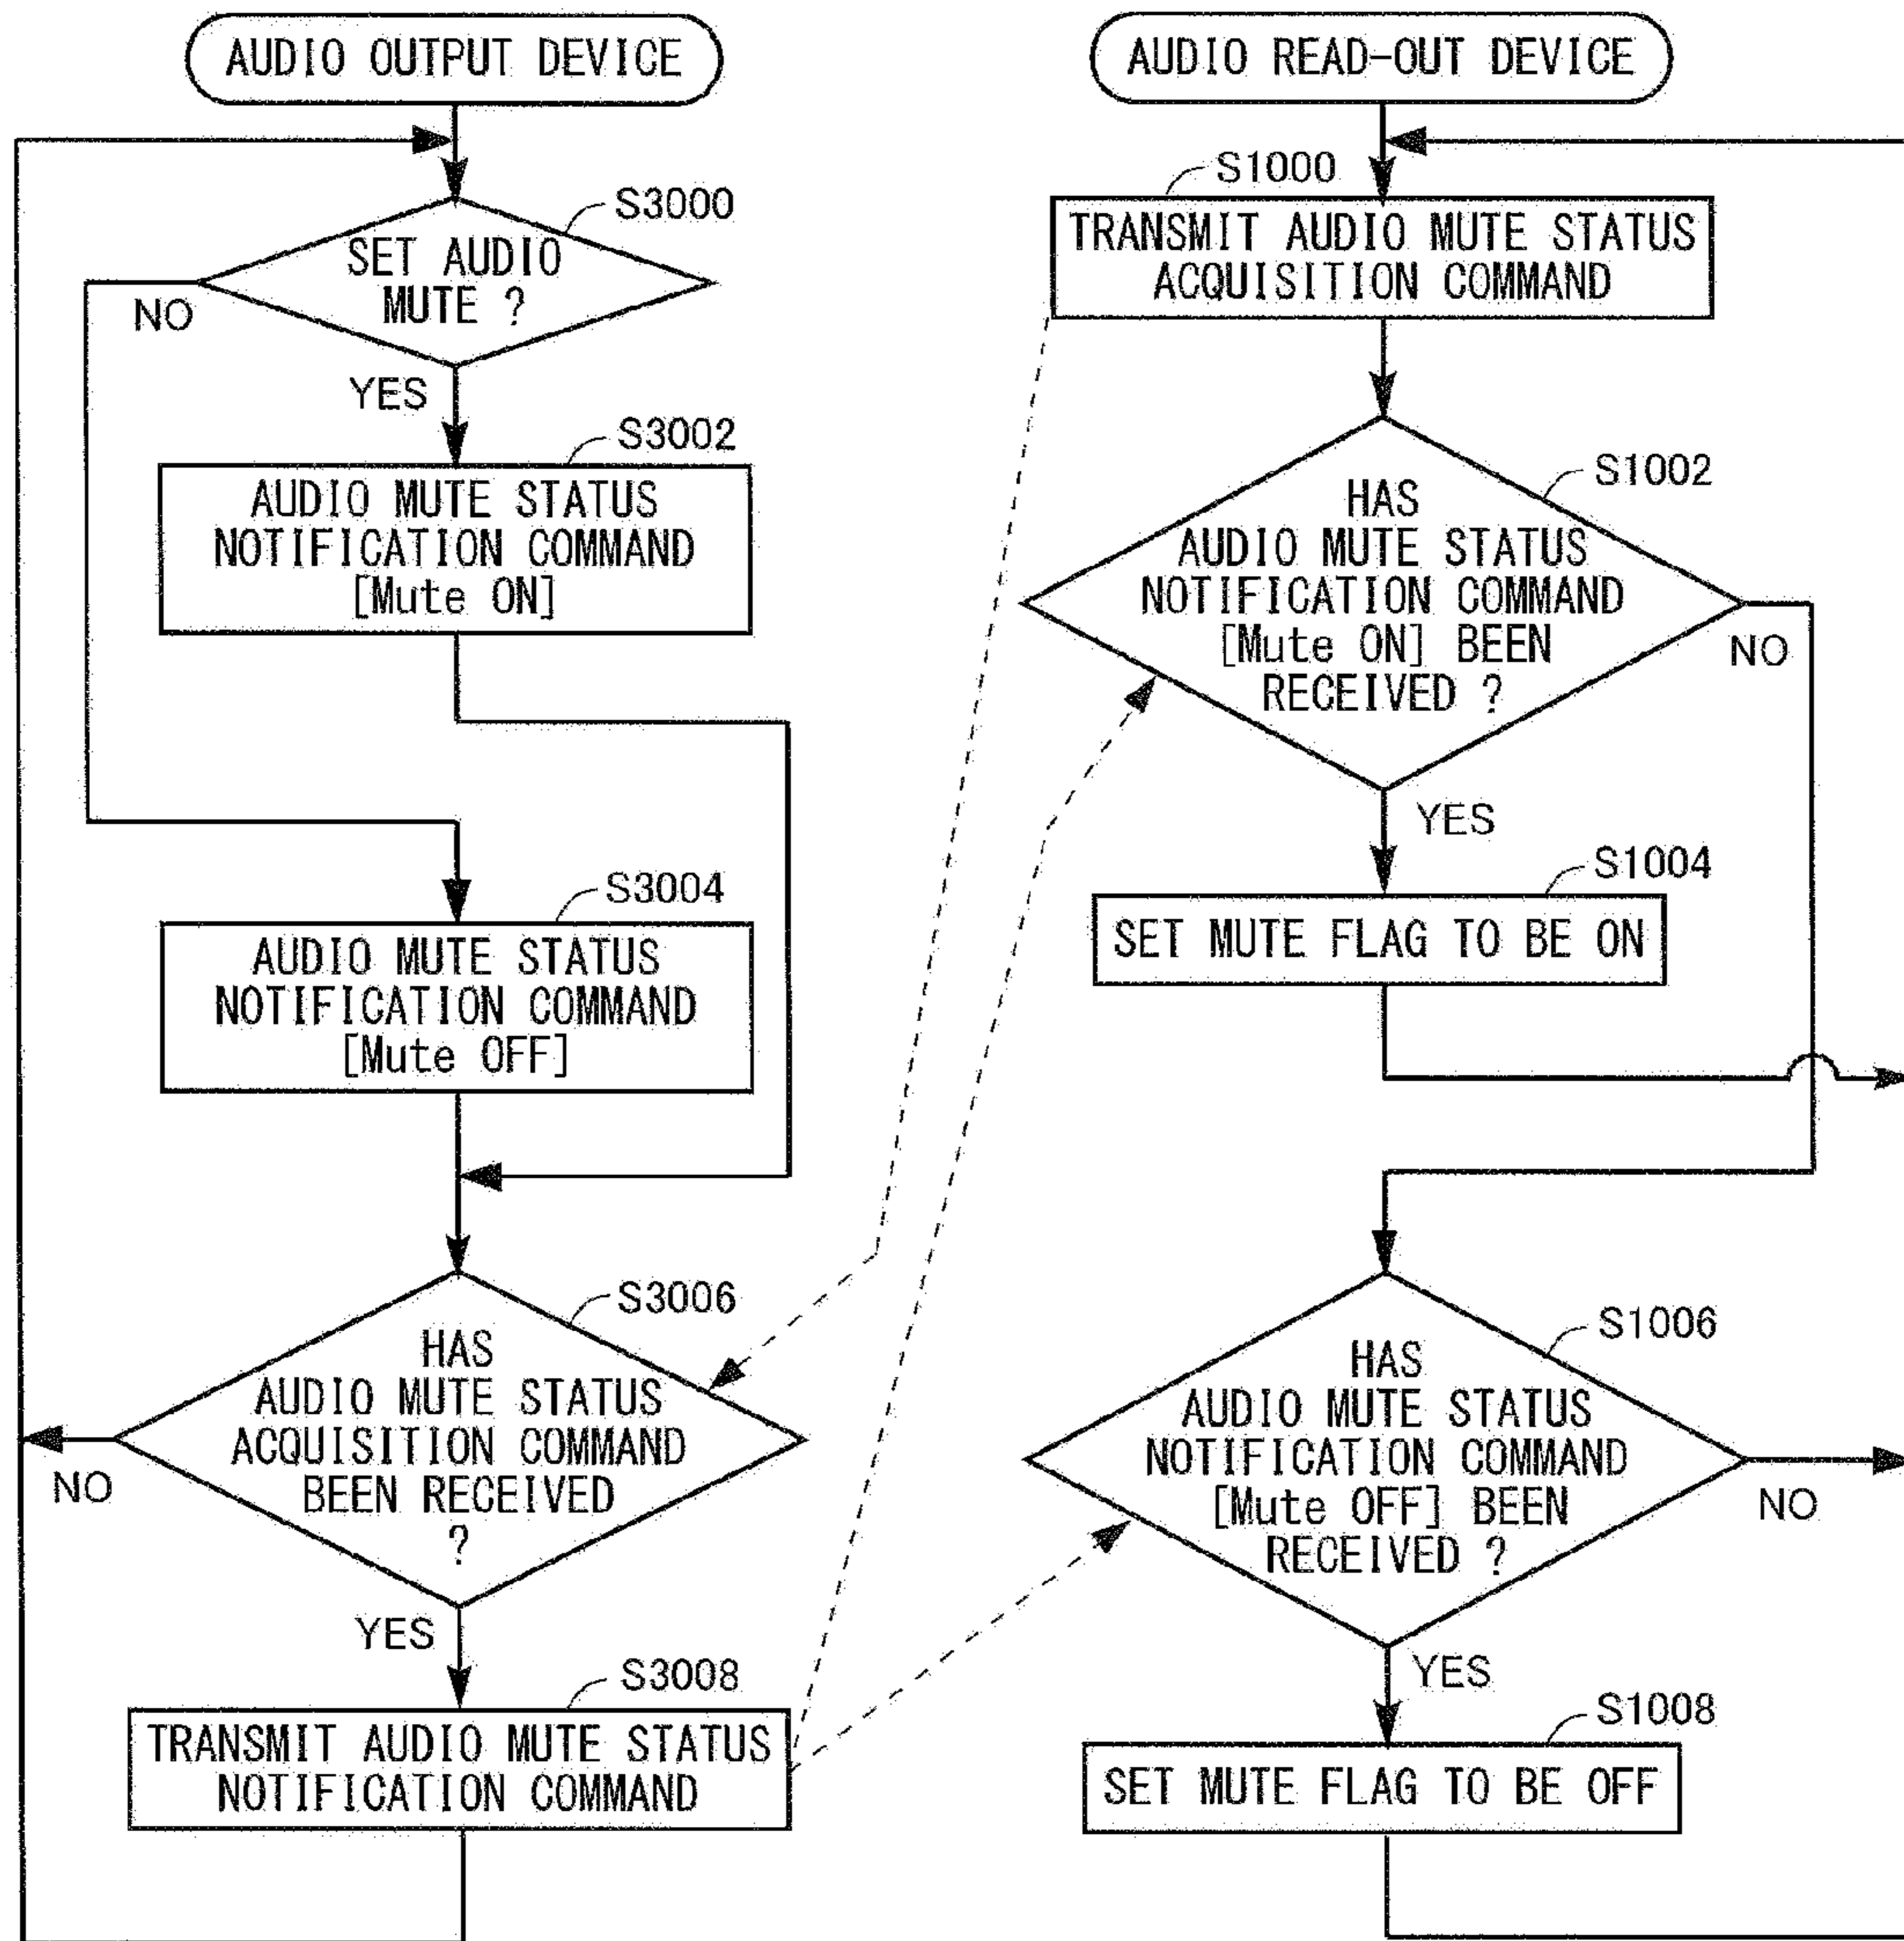 AUDIO OUTPUT DEVICE
S3000
SET AUDIO
MUTE ?
NO
YES
S3002
AUDIO MUTE STATUS
NOTIFICATION COMMAND
[Mute ON]
S3004
AUDIO MUTE STATUS
NOTIFICATION COMMAND
[Mute OFF]
S3006
HAS
AUDIO MUTE STATUS
ACQUISITION COMMAND
BEEN RECEIVED
?
NO
YES
S3008
TRANSMIT AUDIO MUTE STATUS
NOTIFICATION COMMAND
AUDIO READ-OUT DEVICE
S1000
TRANSMIT AUDIO MUTE STATUS
ACQUISITION COMMAND
S1002
HAS
AUDIO MUTE STATUS
NOTIFICATION COMMAND
[Mute ON] BEEN
RECEIVED ?
NO
YES
S1004
SET MUTE FLAG TO BE ON
S1006
HAS
AUDIO MUTE STATUS
NOTIFICATION COMMAND
[Mute OFF] BEEN
RECEIVED ?
NO
YES
S1008
SET MUTE FLAG TO BE OFF